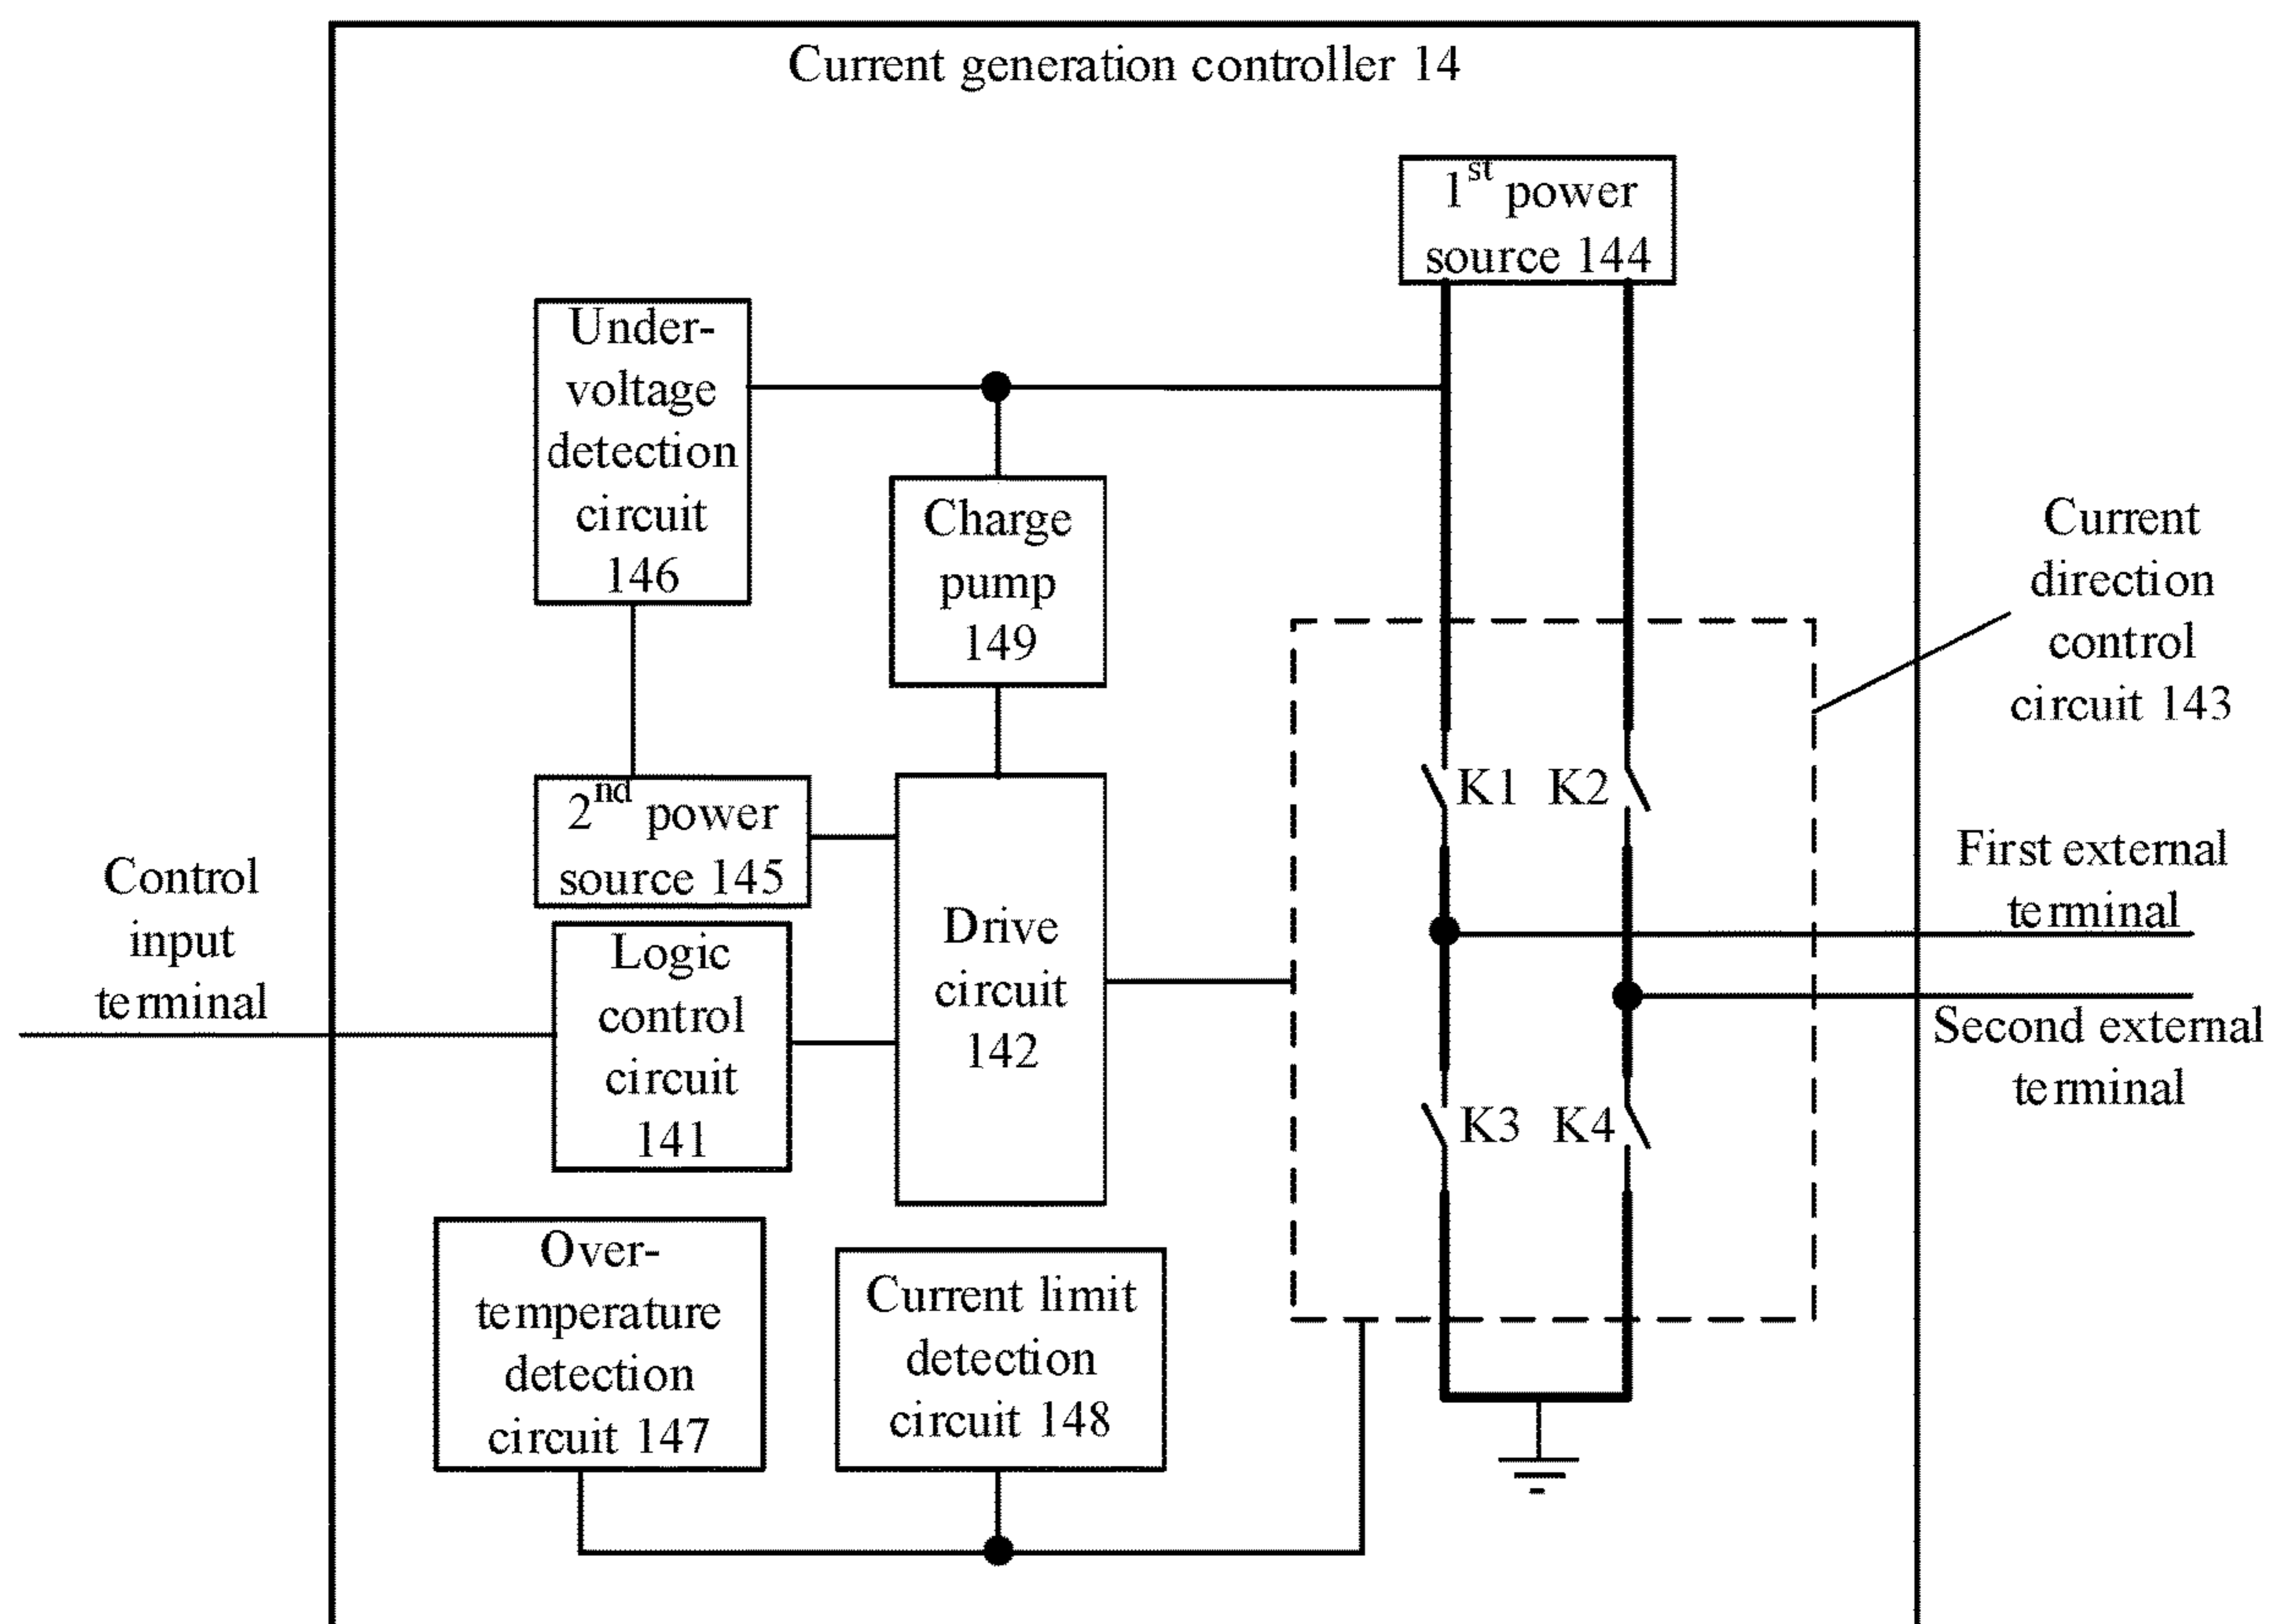 Current generation controller 14
1st power
source 144
Under-
voltage
detection
circuit
146
Charge
pump
149
Current
direction
control
circuit 143
2nd power
source 145
K1
K2
Control
input
terminal
Logic
control
circuit
141
Drive
circuit
142
First external
terminal
Second external
terminal
K3
K4
Over-
temperature
detection
circuit 147
Current limit
detection
circuit 148